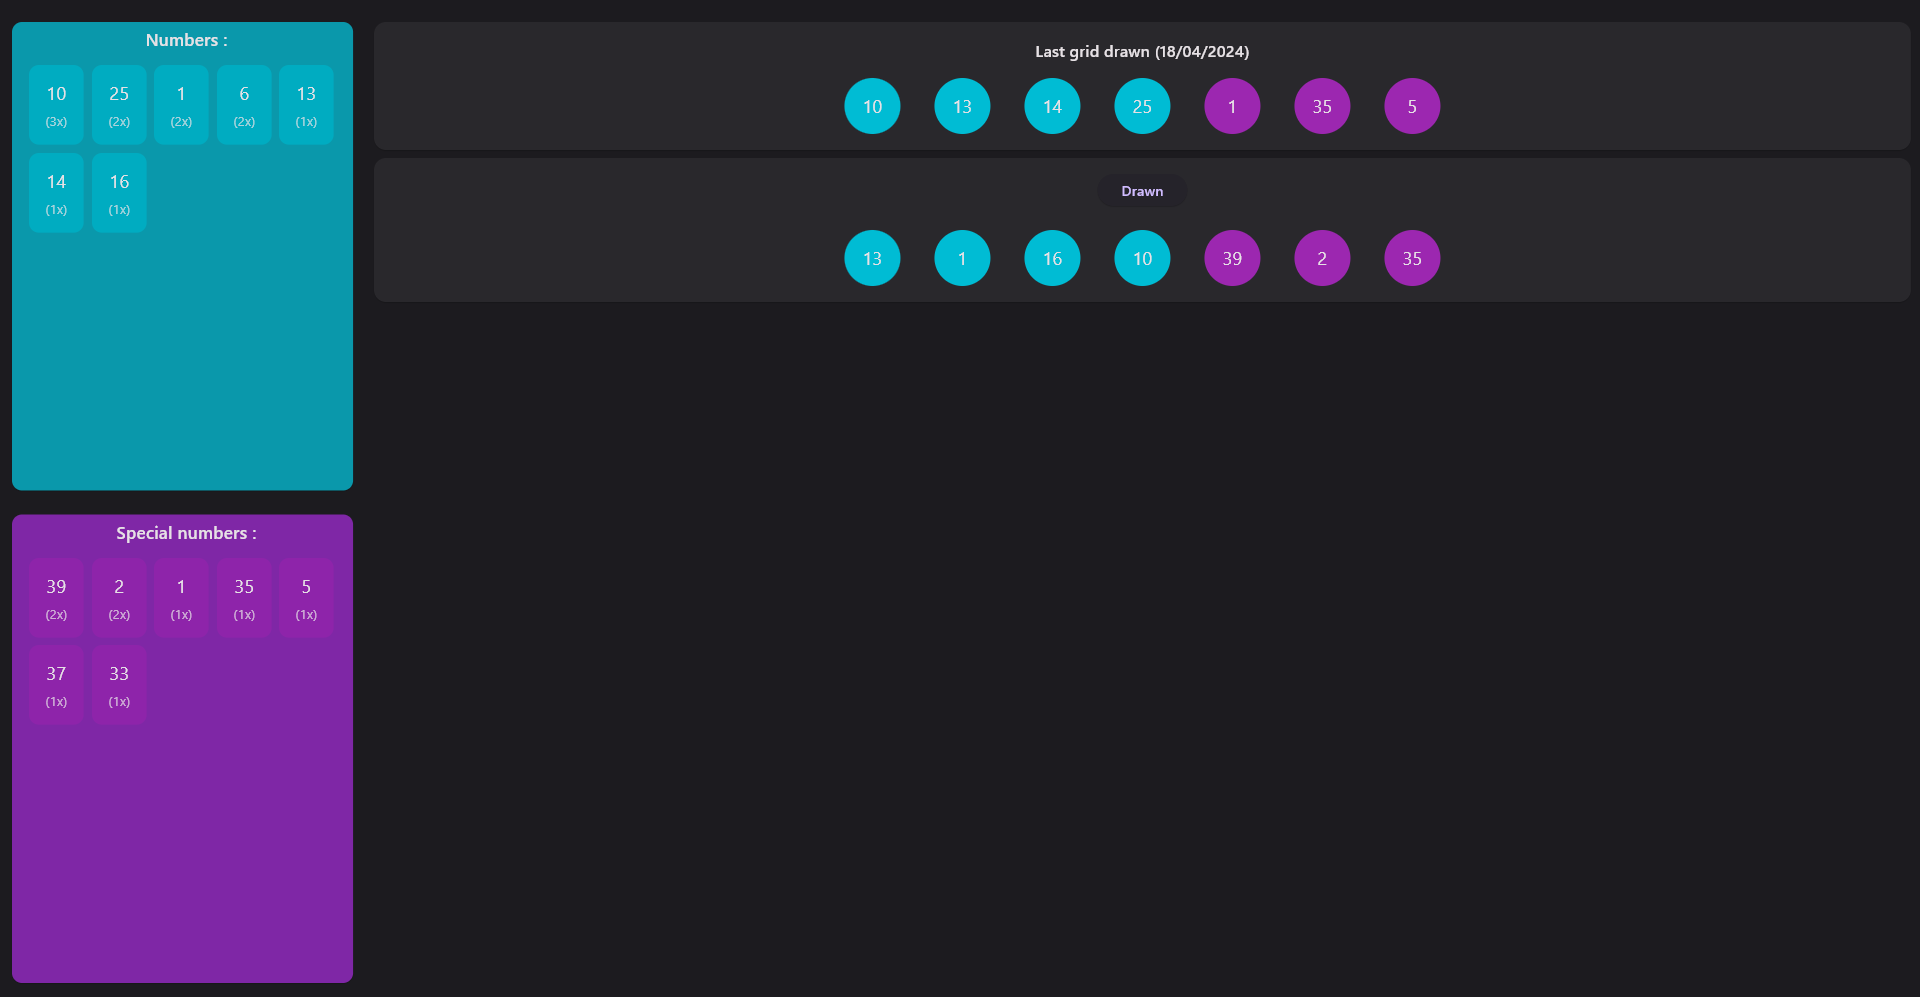 Numbers :
10 25 1 6 13
(3x) (2x) (2x) (2x) (1x)
14 16
(1x) (1x)
Special numbers :
39 2 1 35 5
(2x) (2x) (1x) (1x) (1x)
37 33
(1x) (1x)
Last grid drawn (18/04/2024)
10 13 14 25 1 35 5
Drawn
13 1 16 10 39 2 35